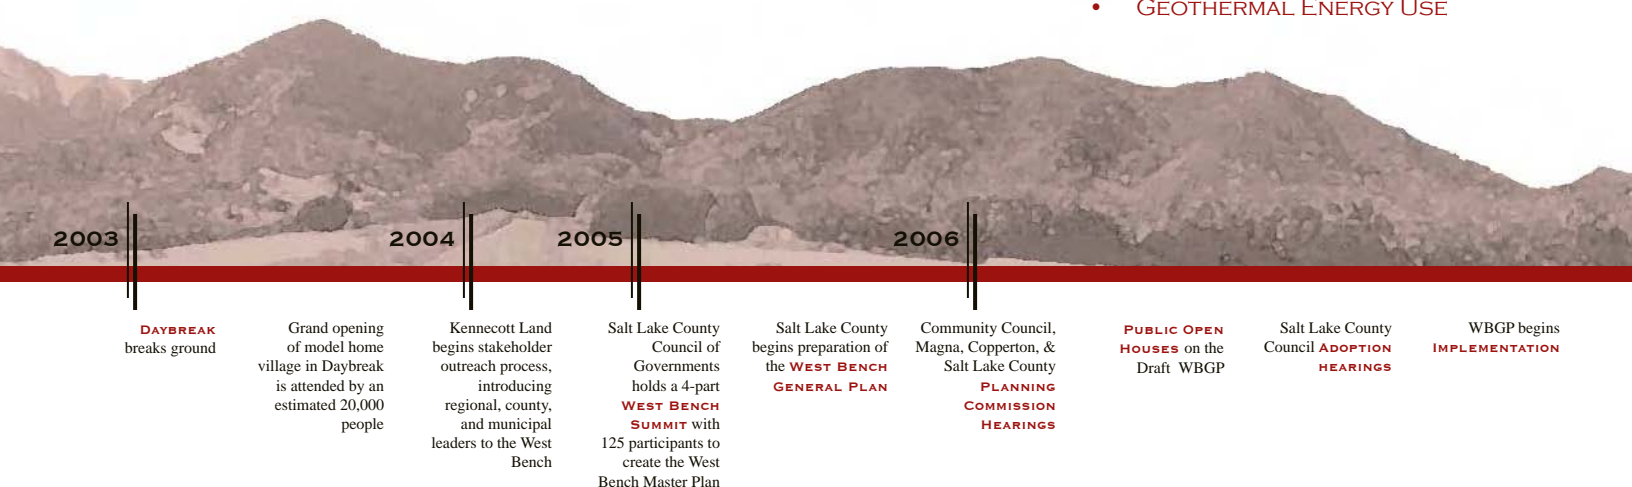 • Geothermal Energy Use
2003
2004
2005
2006
Daybreak
breaks ground
Grand opening
of model home
village in Daybreak
is attended by an
estimated 20,000
people
Kennecott Land
begins stakeholder
outreach process,
introducing
regional, county,
and municipal
leaders to the West
Bench
Salt Lake County
Council of
Governments
holds a 4-part
West Bench
Summit with
125 participants to
create the West
Bench Master Plan
Salt Lake County
begins preparation of
the West Bench
General Plan
Community Council,
Magna, Copperton, &
Salt Lake County
Planning
Commission
Hearings
Public Open
Houses on the
Draft WBGP
Salt Lake County
Council Adoption
hearings
WBGP begins
Implementation